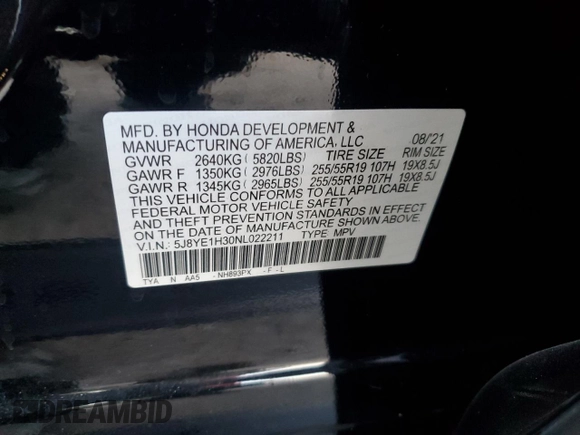 MFD. BY HONDA DEVELOPMENT &
MANUFACTURING OF AMERICA, LLC 08/'21
GVWR 2640KG ( 5820LBS) TIRE SIZE RIM SIZE
GAWR F 1350KG ( 2976LBS) 255/55R19 107H 19X8.5J
GAWR R 1345KG ( 2965LBS) 255/55R19 107H 19X8.5J
THIS VEHICLE CONFORMS TO ALL APPLICABLE
FEDERAL MOTOR VEHICLE SAFETY
AND THEFT PREVENTION STANDARDS IN EFFECT
ON THE DATE OF MANUFACTURE SHOWN ABOVE.
V.I.N.: 5J8YE1H30NL022211 TYPE MPV
TYA N AA5 - NH893PX - F - L
DREAMBID